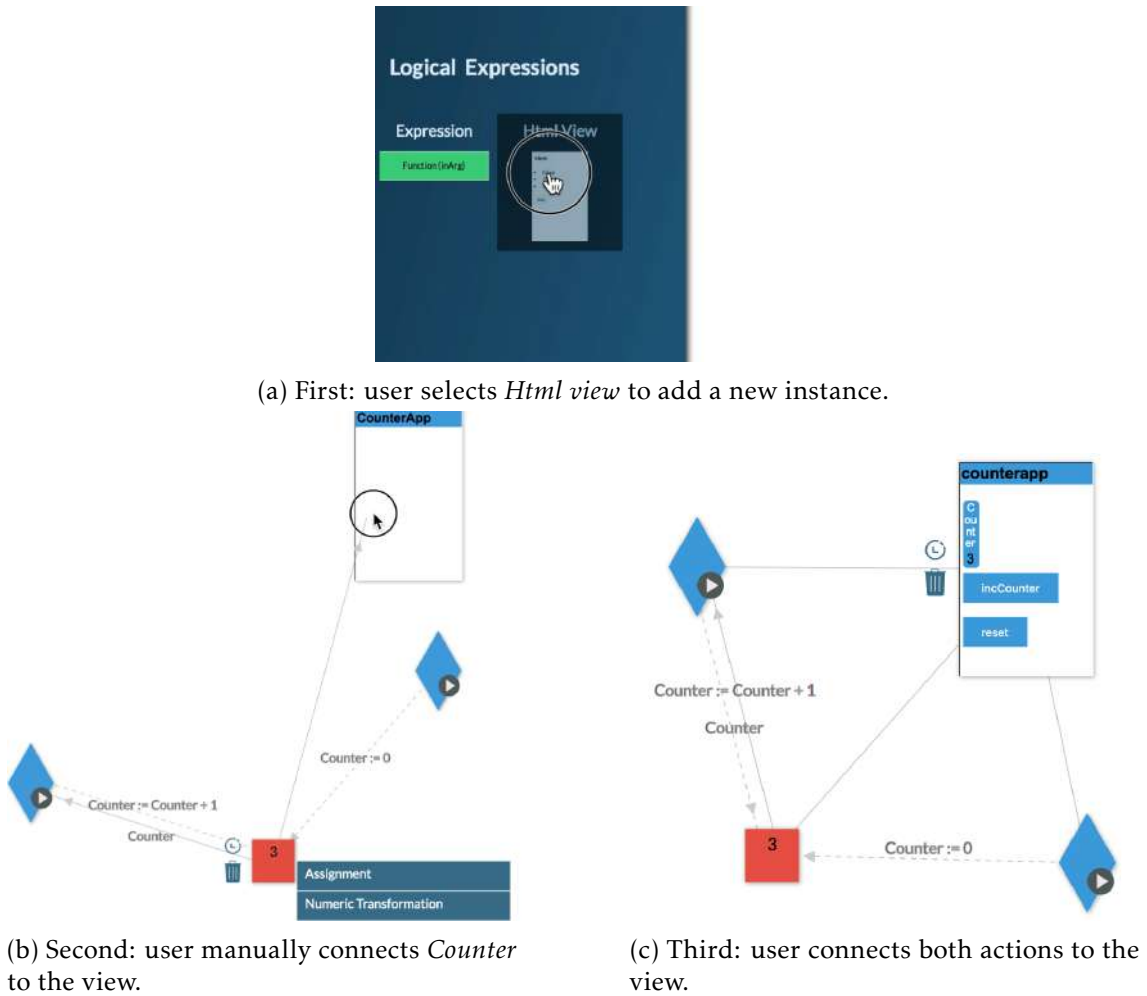 Logical Expressions
Expression
Html View
Function(inArg)
(a) First: user selects Html view to add a new instance.
CounterApp
Counter := 0
Counter := Counter + 1
Counter
3
Assignment
Numeric Transformation
(b) Second: user manually connects Counter
to the view.
counterapp
C
ou
nt
er
3
incCounter
reset
Counter := Counter + 1
Counter
3
Counter := 0
(c) Third: user connects both actions to the
view.